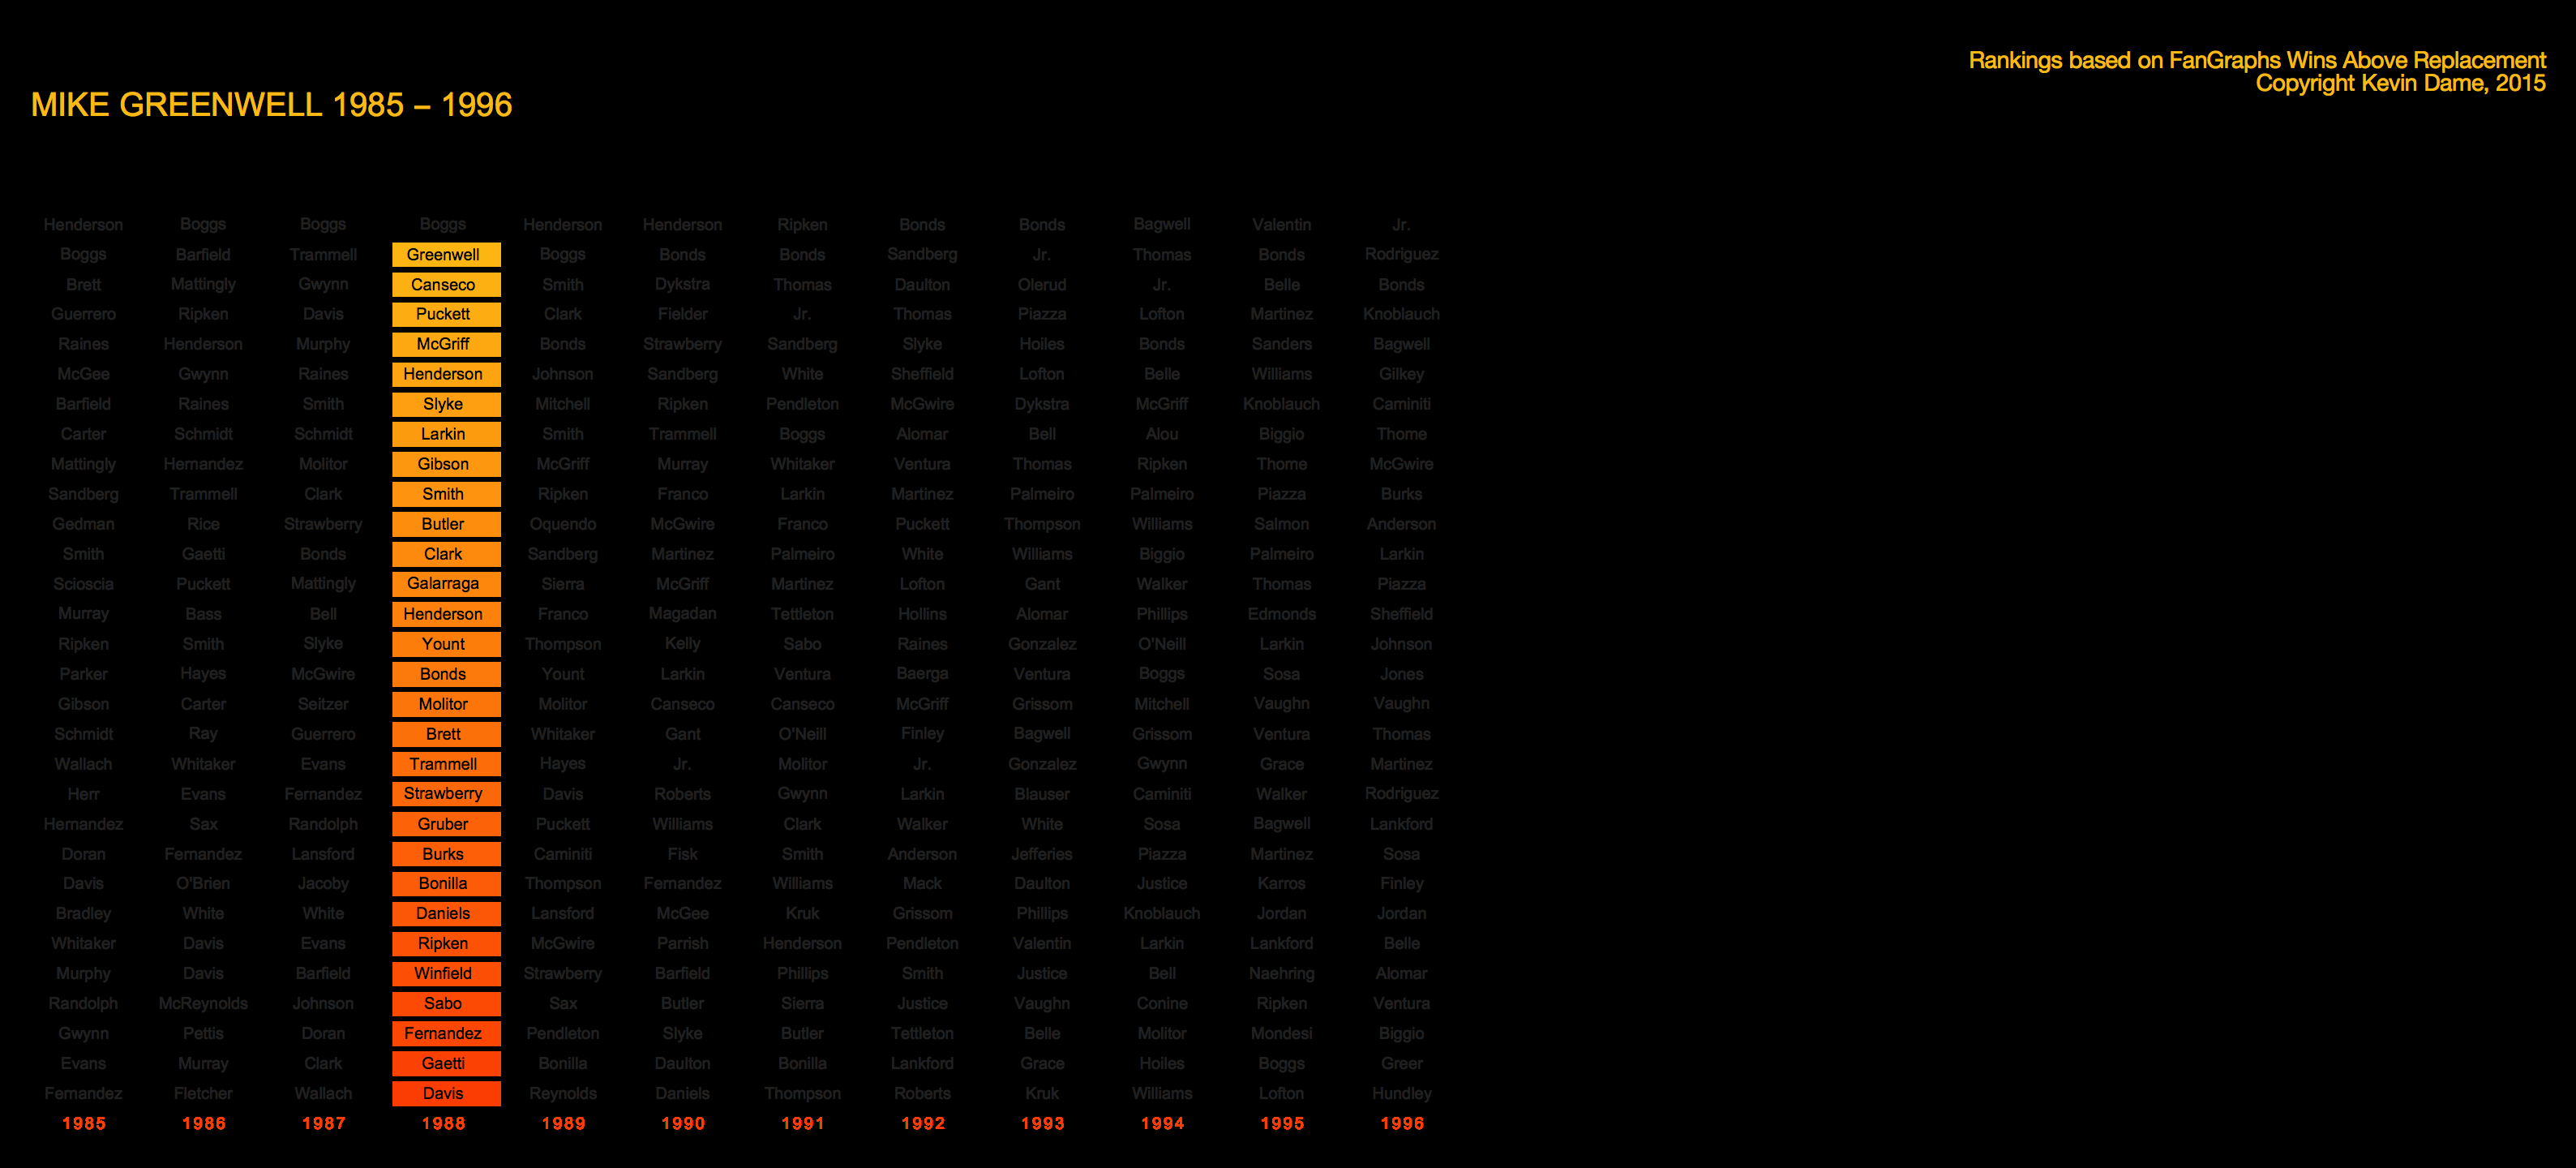 Rankings based on FanGraphs Wins Above Replacement
Copyright Kevin Dame, 2015
MIKE GREENWELL 1985 – 1996
Henderson Boggs Boggs Boggs Henderson Henderson Ripken Bonds Bonds Bagwell Valentin Jr.
Boggs Barfield Trammell Greenwell Boggs Bonds Bonds Sandberg Jr. Thomas Bonds Rodriguez
Brett Mattingly Gwynn Canseco Smith Dykstra Thomas Daulton Olerud Jr. Belle Bonds
Guerrero Ripken Davis Puckett Clark Fielder Jr. Thomas Piazza Lofton Martinez Knoblauch
Raines Henderson Murphy McGriff Bonds Strawberry Sandberg Slyke Hoiles Bonds Sanders Bagwell
McGee Gwynn Raines Henderson Johnson Sandberg White Sheffield Lofton Belle Williams Gilkey
Barfield Raines Smith Slyke Mitchell Ripken Pendleton McGwire Dykstra McGriff Knoblauch Caminiti
Carter Schmidt Schmidt Larkin Smith Trammell Boggs Alomar Bell Alou Biggio Thome
Mattingly Hernandez Molitor Gibson McGriff Murray Whitaker Ventura Thomas Ripken Thome McGwire
Sandberg Trammell Clark Smith Ripken Franco Larkin Martinez Palmeiro Palmeiro Piazza Burks
Gedman Rice Strawberry Butler Oquendo McGwire Franco Puckett Thompson Williams Salmon Anderson
Smith Gaetti Bonds Clark Sandberg Martinez Palmeiro White Williams Biggio Palmeiro Larkin
Scioscia Puckett Mattingly Galarraga Sierra McGriff Martinez Lofton Gant Walker Thomas Piazza
Murray Bass Bell Henderson Franco Magadan Tettleton Hollins Alomar Phillips Edmonds Sheffield
Ripken Smith Slyke Yount Thompson Kelly Sabo Raines Gonzalez O'Neill Larkin Johnson
Parker Hayes McGwire Bonds Yount Larkin Ventura Baerga Ventura Boggs Sosa Jones
Gibson Carter Seitzer Molitor Molitor Canseco Canseco McGriff Grissom Mitchell Vaughn Vaughn
Schmidt Ray Guerrero Brett Whitaker Gant O'Neill Finley Bagwell Grissom Ventura Thomas
Wallach Whitaker Evans Trammell Hayes Jr. Molitor Jr. Gonzalez Gwynn Grace Martinez
Herr Evans Fernandez Strawberry Davis Roberts Gwynn Larkin Blauser Caminiti Walker Rodriguez
Hernandez Sax Randolph Gruber Puckett Williams Clark Walker White Sosa Bagwell Lankford
Doran Fernandez Lansford Burks Caminiti Fisk Smith Anderson Jefferies Piazza Martinez Sosa
Davis O'Brien Jacoby Bonilla Thompson Fernandez Williams Mack Daulton Justice Karros Finley
Bradley White White Daniels Lansford McGee Kruk Grissom Phillips Knoblauch Jordan Jordan
Whitaker Davis Evans Ripken McGwire Parrish Henderson Pendleton Valentin Larkin Lankford Belle
Murphy Davis Barfield Winfield Strawberry Barfield Phillips Smith Justice Bell Naehring Alomar
Randolph McReynolds Johnson Sabo Sax Butler Sierra Justice Vaughn Conine Ripken Ventura
Gwynn Pettis Doran Fernandez Pendleton Slyke Butler Tettleton Belle Molitor Mondesi Biggio
Evans Murray Clark Gaetti Bonilla Daulton Bonilla Lankford Grace Hoiles Boggs Greer
Fernandez Fletcher Wallach Davis Reynolds Daniels Thompson Roberts Kruk Williams Lofton Hundley
1985 1986 1987 1988 1989 1990 1991 1992 1993 1994 1995 1996